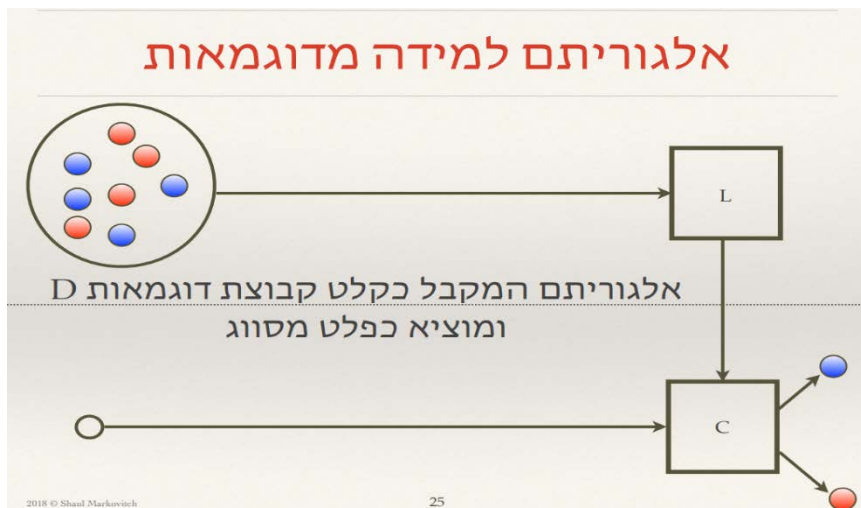 אלגוריתם למידה מדוגמאות
L
אלגוריתם המקבל כקלט קבוצת דוגמאות D
ומוציא כפלט מסווג
C
2018 © Shaul Markovitch
25